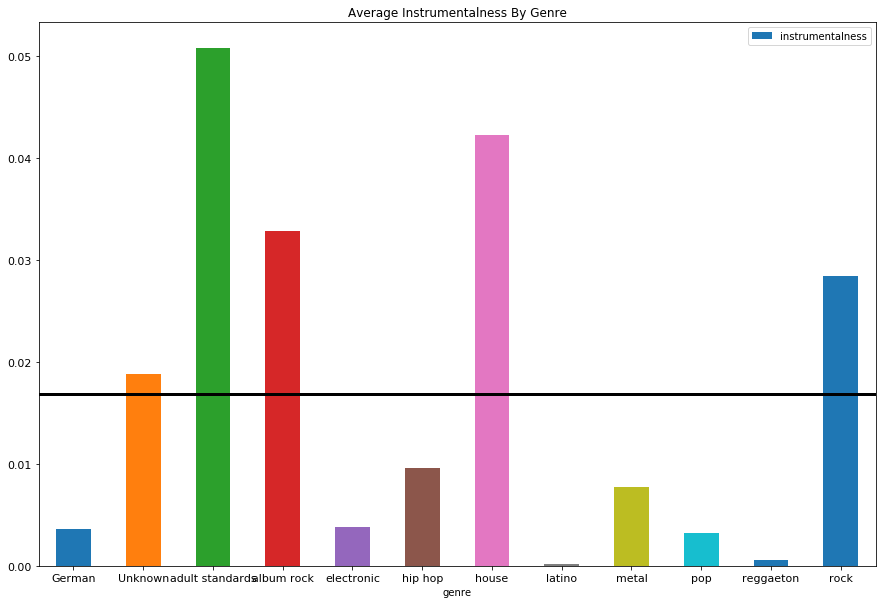 Average Instrumentalness By Genre
instrumentalness
0.05
0.04
0.03
0.02
0.01
0.00
German Unknown adult standards album rock electronic hip hop house latino metal pop reggaeton rock
genre